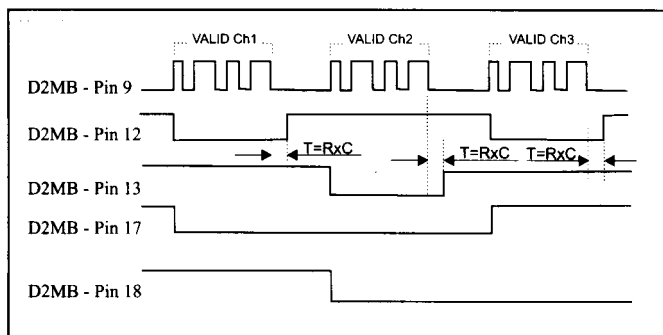 VALID Ch1 VALID Ch2 VALID Ch3
D2MB - Pin 9
D2MB - Pin 12
T=RxC T=RxC T=RxC
D2MB - Pin 13
D2MB - Pin 17
D2MB - Pin 18